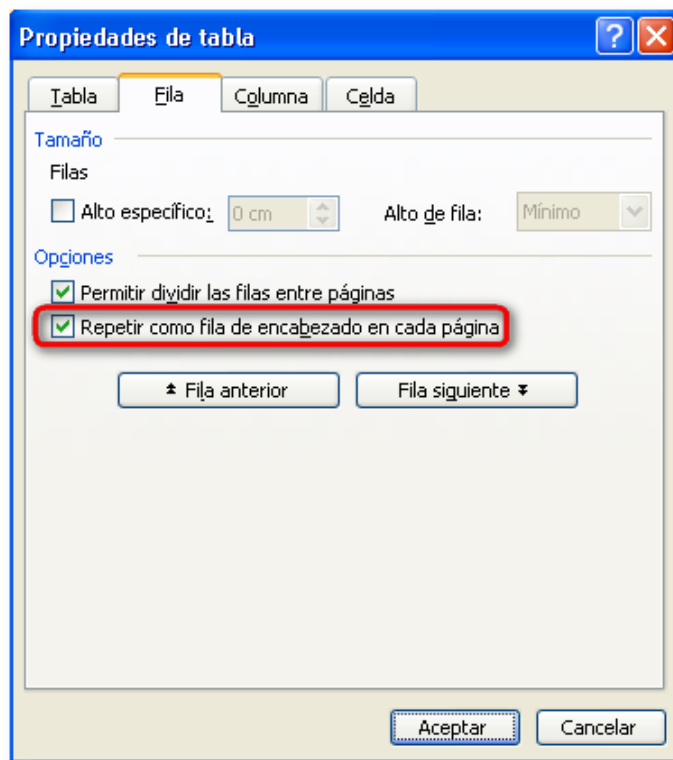 Propiedades de tabla
Tabla Fila Columna Celda
Tamaño
Filas
Alto específico: 0 cm Alto de fila: Mínimo
Opciones
Permitir dividir las filas entre páginas
Repetir como fila de encabezado en cada página
Fila anterior Fila siguiente
Aceptar Cancelar